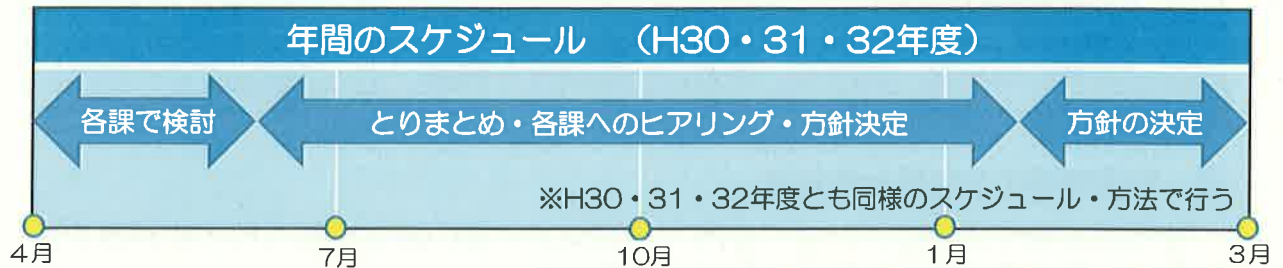 年間のスケジュール （H30・31・32年度）
各課で検討 とりまとめ・各課へのヒアリング・方針決定 方針の決定
※H30・31・32年度とも同様のスケジュール・方法で行う
4月 7月 10月 1月 3月